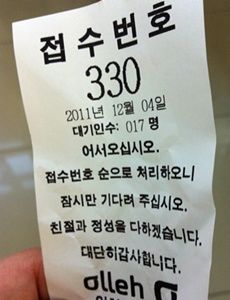 접수번호
330
2011년 12월 04일
대기인수: 017 명
어서오십시오.
접수번호 순으로 처리하오니
잠시만 기다려 주십시오.
친절과 정성을 다하겠습니다.
대단히감사합니다.
olleh